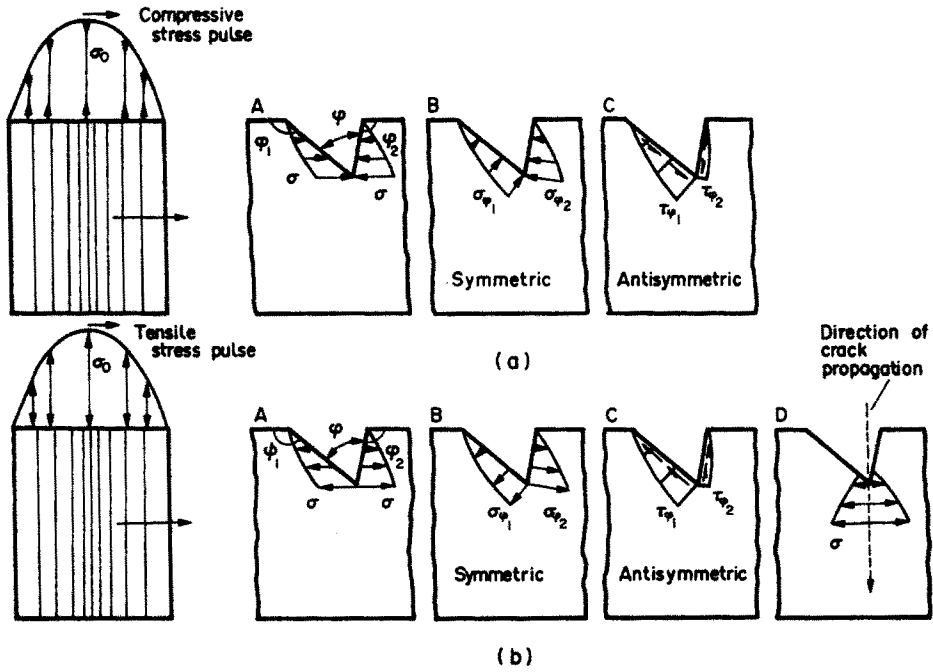 Compressive
stress pulse
σ₀
A
φ
φ₁
φ₂
σ
σ
B
σφ₁
σφ₂
Symmetric
C
τφ₁
τφ₂
Antisymmetric
(a)
Tensile
stress pulse
σ₀
A
φ
φ₁
φ₂
σ
σ
B
σφ₁
σφ₂
Symmetric
C
τφ₁
τφ₂
Antisymmetric
D
Direction of
crack
propagation
σ
(b)